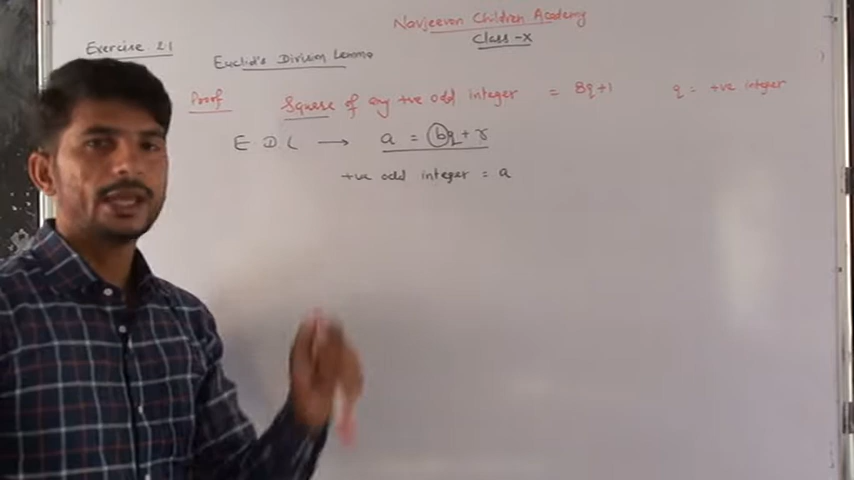 Navjeevan Children Academy
Class - X
Exercise 2.1
Euclid's Division Lemma
Proof Square of any +ve odd integer = 8q+1 q = +ve integer
E D L → a = bq + r
+ve odd integer = a